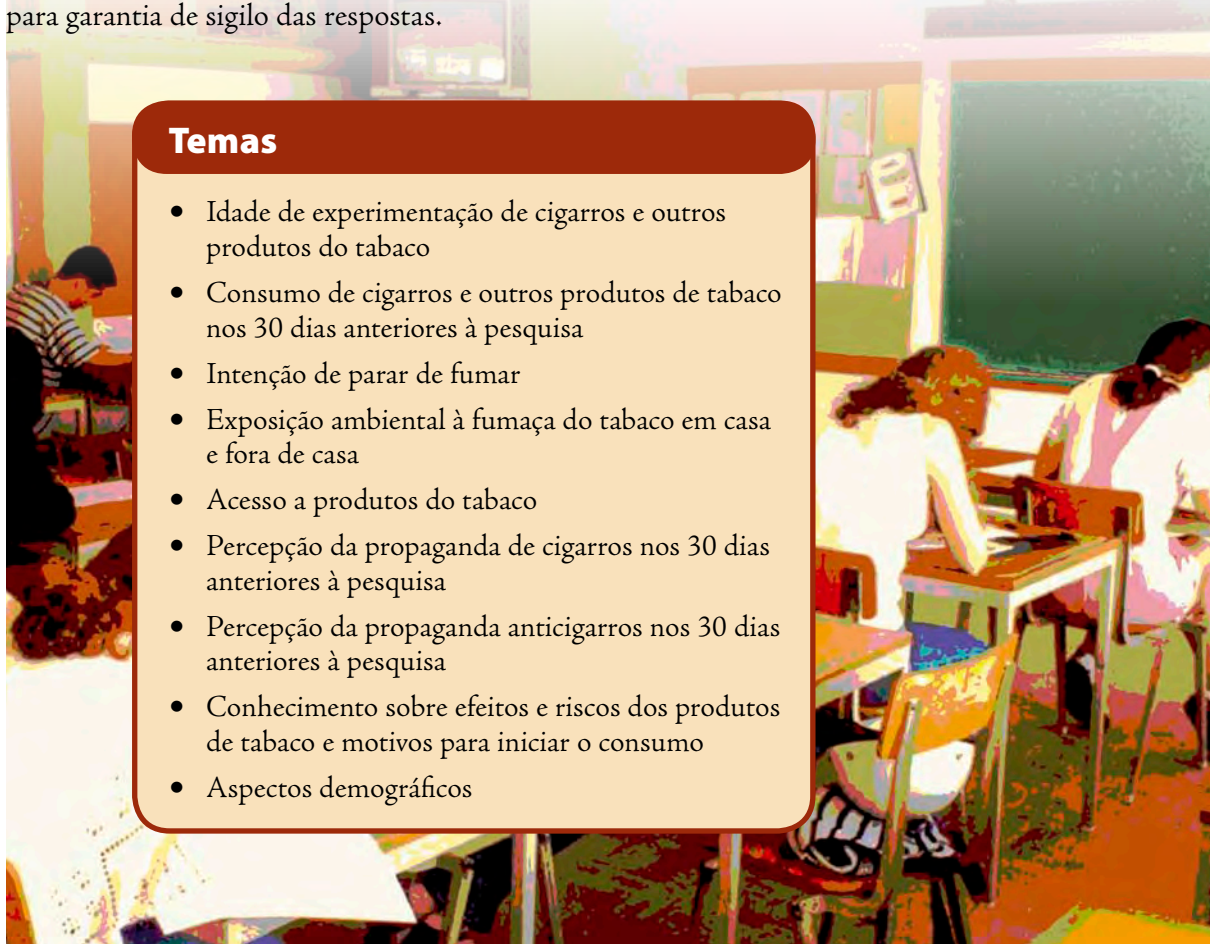 para garantia de sigilo das respostas.
Temas
• Idade de experimentação de cigarros e outros
produtos do tabaco
• Consumo de cigarros e outros produtos de tabaco
nos 30 dias anteriores à pesquisa
• Intenção de parar de fumar
• Exposição ambiental à fumaça do tabaco em casa
e fora de casa
• Acesso a produtos do tabaco
• Percepção da propaganda de cigarros nos 30 dias
anteriores à pesquisa
• Percepção da propaganda anticigarros nos 30 dias
anteriores à pesquisa
• Conhecimento sobre efeitos e riscos dos produtos
de tabaco e motivos para iniciar o consumo
• Aspectos demográficos